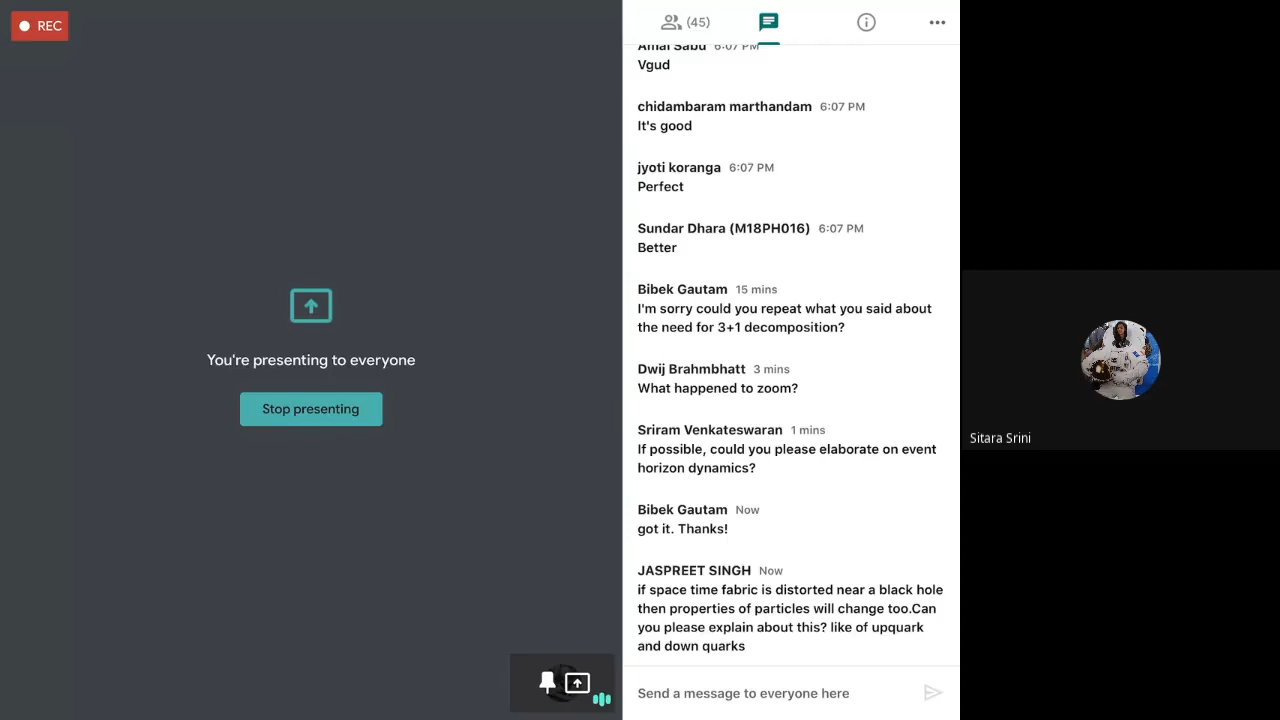 REC
(45)
Amal Sabu 6:07 PM
Vgud
chidambaram marthandam 6:07 PM
It's good
jyoti koranga 6:07 PM
Perfect
Sundar Dhara (M18PH016) 6:07 PM
Better
Bibek Gautam 15 mins
I'm sorry could you repeat what you said about
the need for 3+1 decomposition?
Dwij Brahmbhatt 3 mins
What happened to zoom?
Sriram Venkateswaran 1 mins
If possible, could you please elaborate on event
horizon dynamics?
Bibek Gautam Now
got it. Thanks!
JASPREET SINGH Now
if space time fabric is distorted near a black hole
then properties of particles will change too.Can
you please explain about this? like of upquark
and down quarks
Send a message to everyone here
You're presenting to everyone
Stop presenting
Sitara Srini